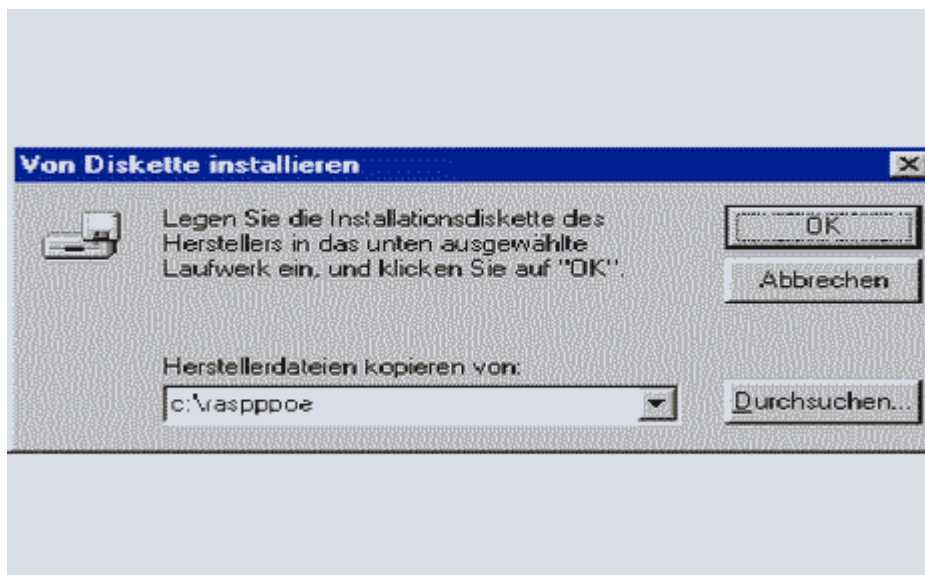 Von Diskette installieren
Legen Sie die Installationsdiskette des
Herstellers in das unten ausgewählte
Laufwerk ein, und klicken Sie auf "OK".
OK
Abbrechen
Herstellerdateien kopieren von:
c:\raspppoe
Durchsuchen...